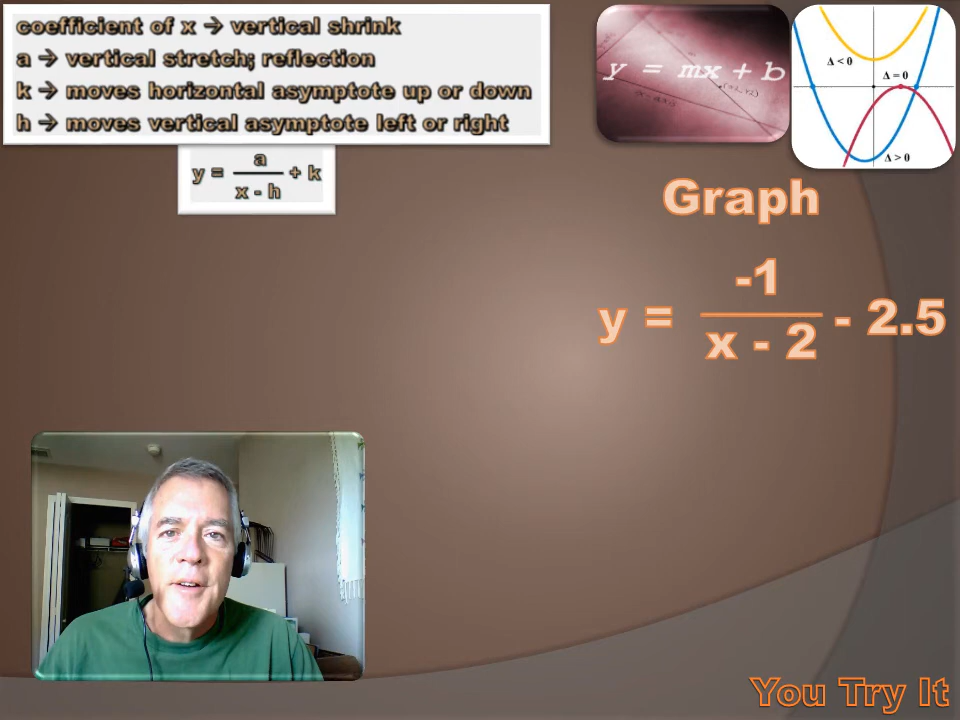 coefficient of x → vertical shrink
a → vertical stretch; reflection
k → moves horizontal asymptote up or down
h → moves vertical asymptote left or right
y = a
x - h
+ k
y = mx + b
Δ < 0
Δ = 0
Δ > 0
Graph
y = -1
x - 2
- 2.5
You Try It